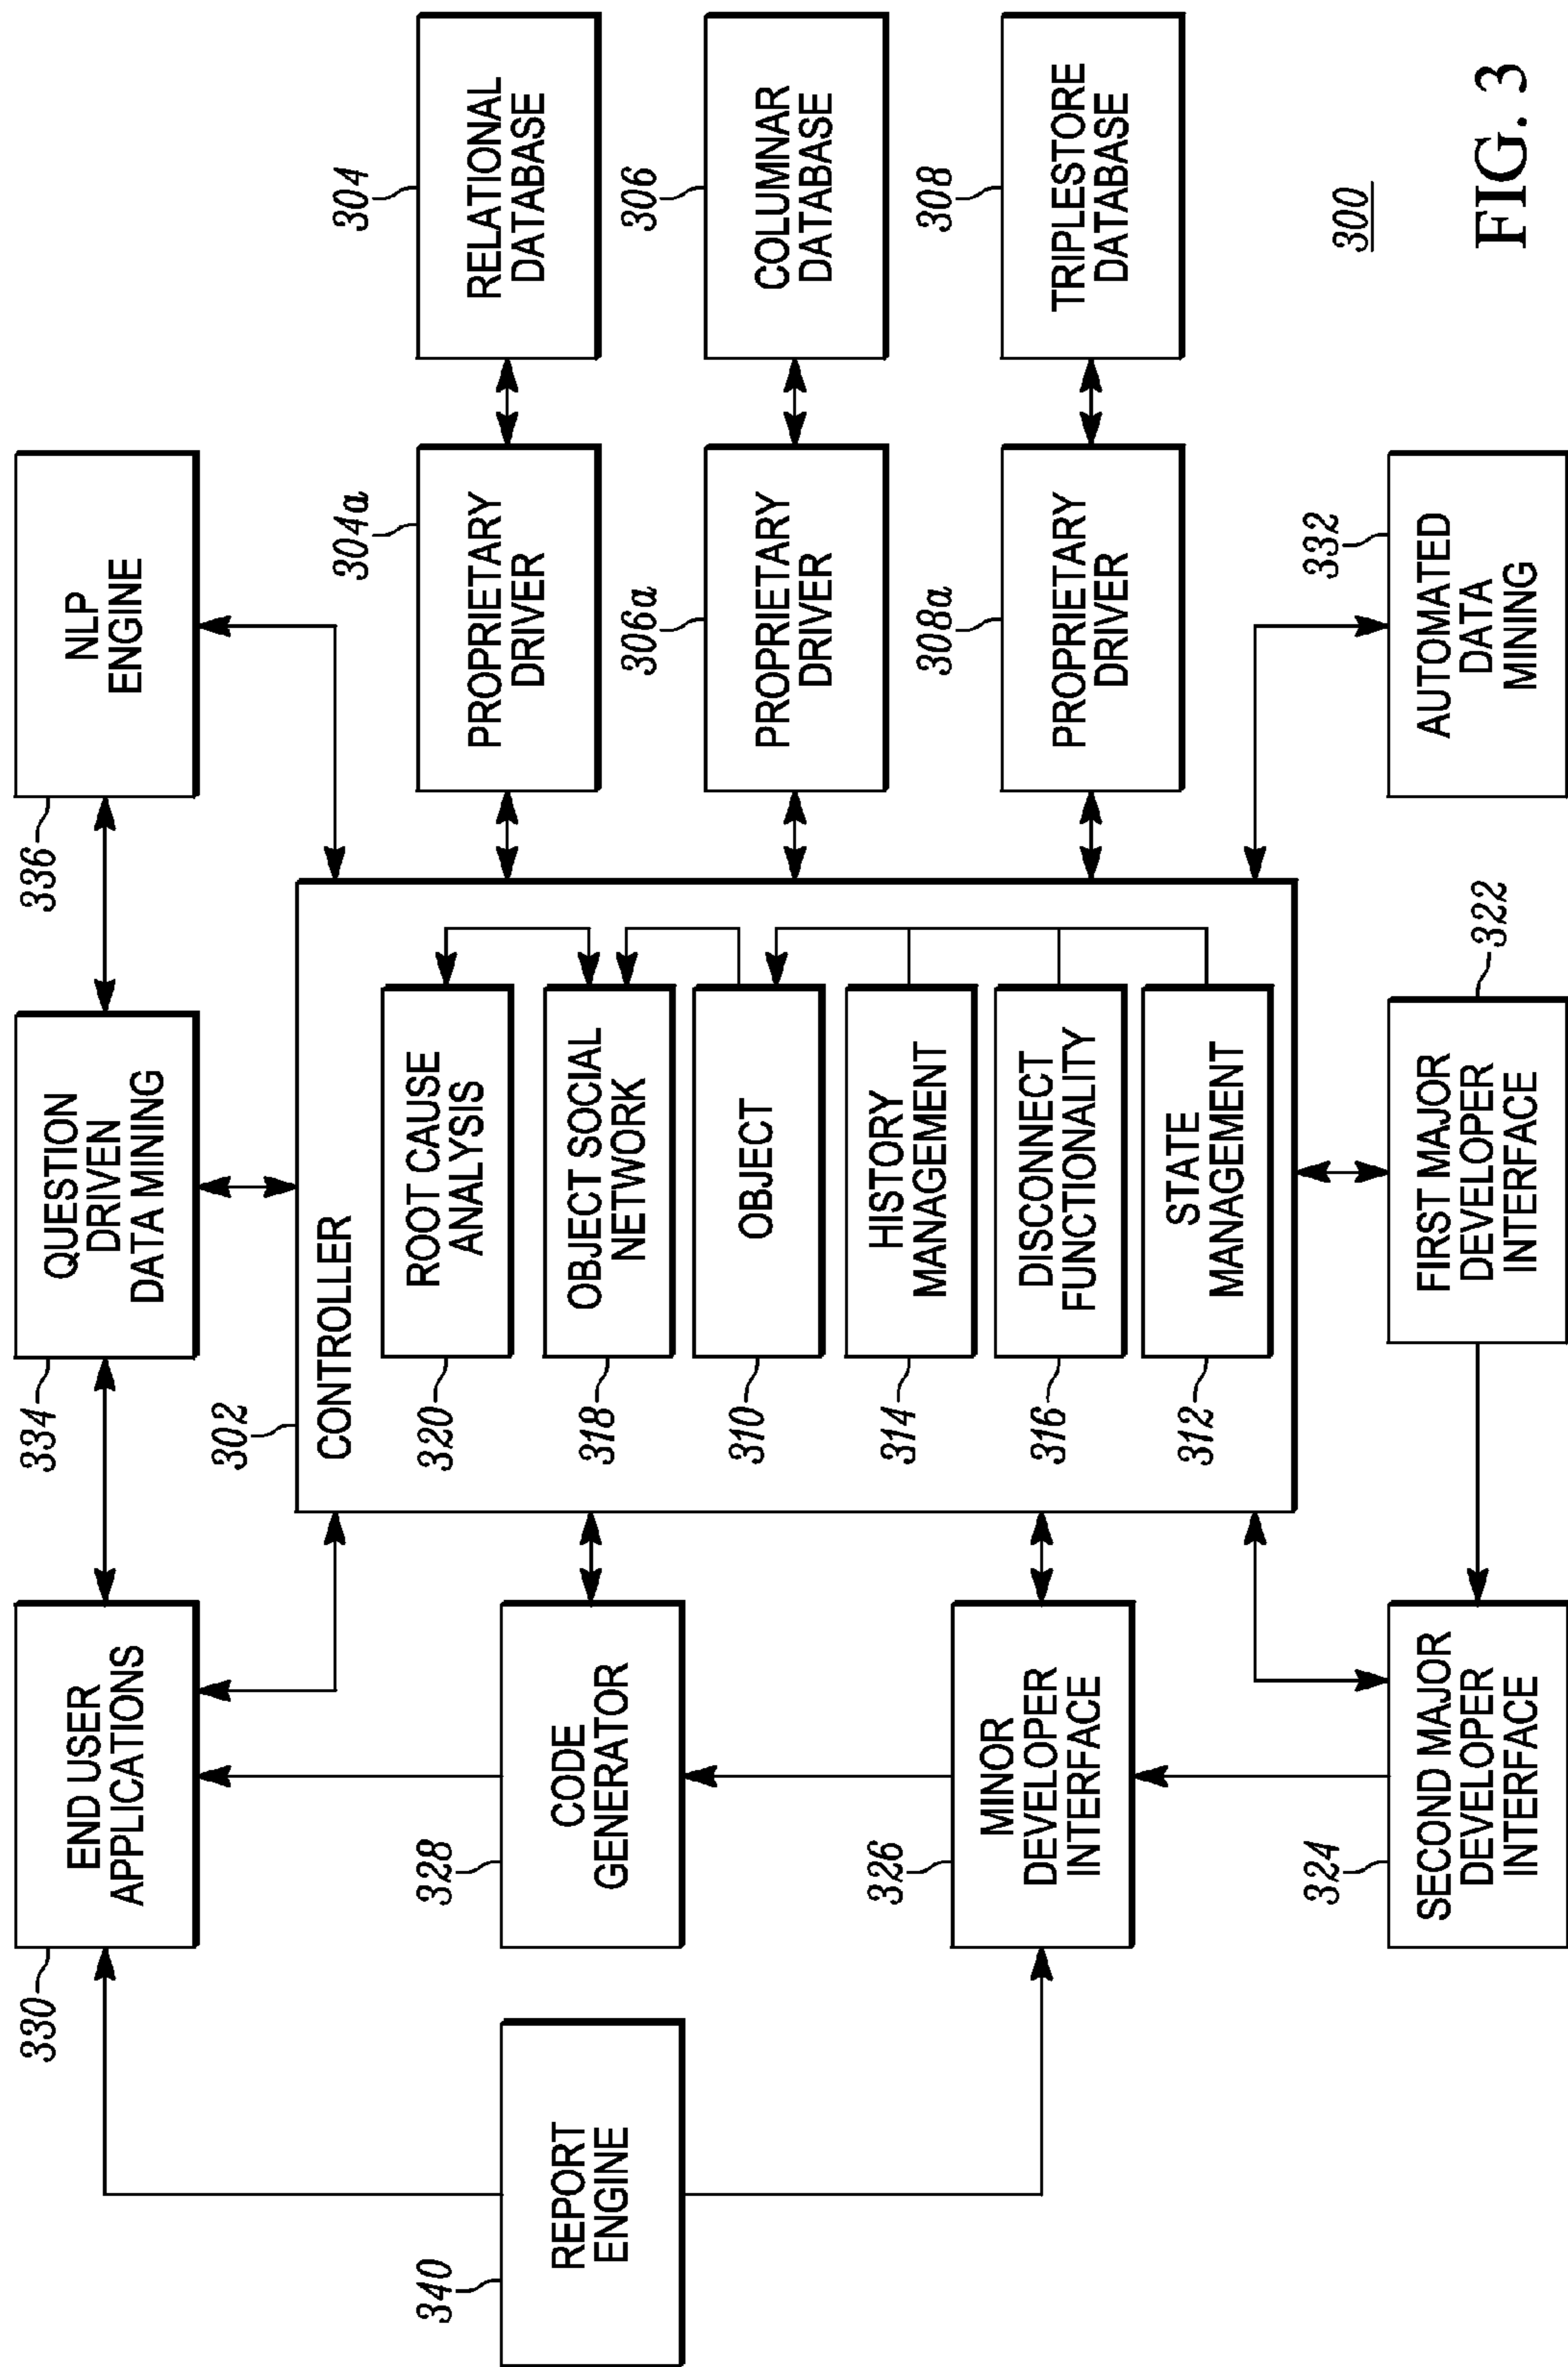 330
END USER
APPLICATIONS
334
QUESTION
DRIVEN
DATA MINING
336
NLP
ENGINE
340
REPORT
ENGINE
328
CODE
GENERATOR
326
MINOR
DEVELOPER
INTERFACE
324
SECOND MAJOR
DEVELOPER
INTERFACE
302
CONTROLLER
320
ROOT CAUSE
ANALYSIS
318
OBJECT SOCIAL
NETWORK
310
OBJECT
314
HISTORY
MANAGEMENT
316
DISCONNECT
FUNCTIONALITY
312
STATE
MANAGEMENT
322
FIRST MAJOR
DEVELOPER
INTERFACE
304a
PROPRIETARY
DRIVER
304
RELATIONAL
DATABASE
306a
PROPRIETARY
DRIVER
306
COLUMNAR
DATABASE
308a
PROPRIETARY
DRIVER
308
TRIPLESTORE
DATABASE
332
AUTOMATED
DATA
MINING
300
FIG. 3